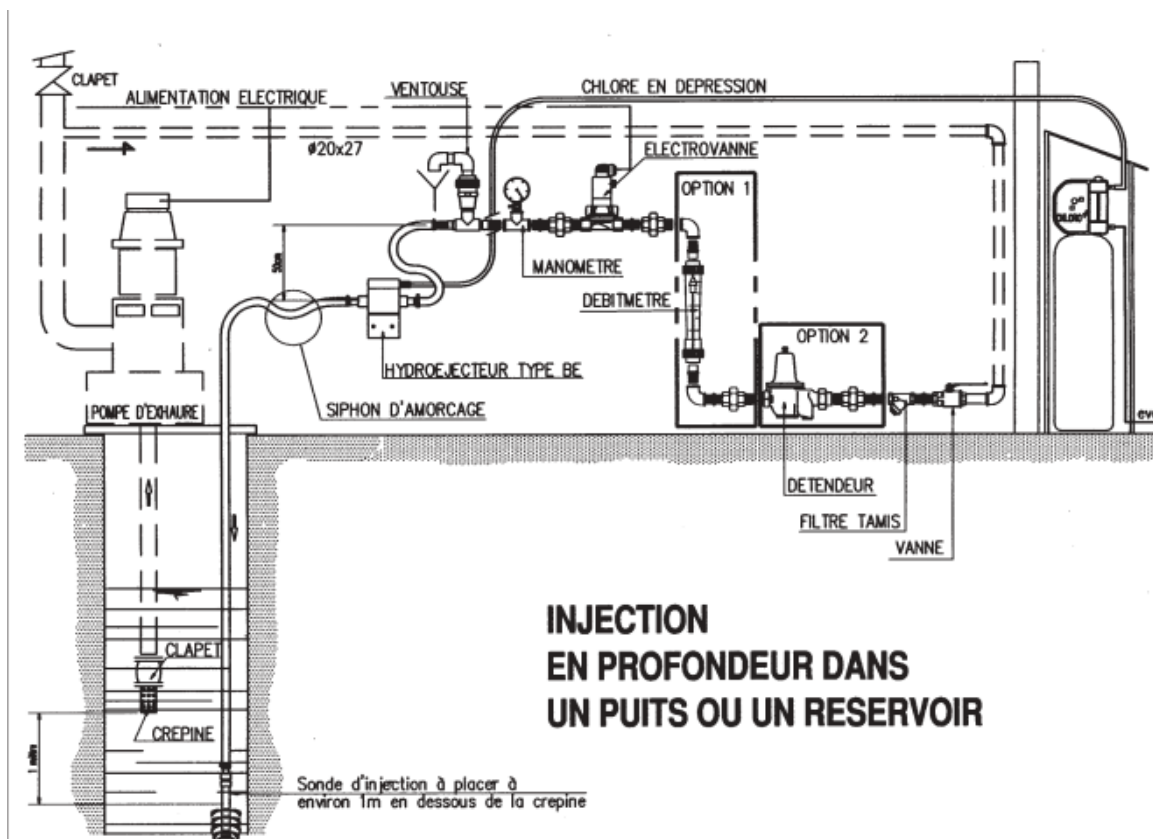 CLAPET
ALIMENTATION ELECTRIQUE
VENTOUSE
CHLORE EN DEPRESSION
ø20x27
ELECTROVANNE
OPTION 1
CHLORO
50cm
MANOMETRE
DEBITMETRE
OPTION 2
HYDROEJECTEUR TYPE BE
SIPHON D'AMORCAGE
POMPE D'EXHAURE
DETENDEUR
FILTRE TAMIS
VANNE
INJECTION
EN PROFONDEUR DANS
UN PUITS OU UN RESERVOIR
CLAPET
CREPINE
Sonde d'injection à placer à
environ 1m en dessous de la crepine